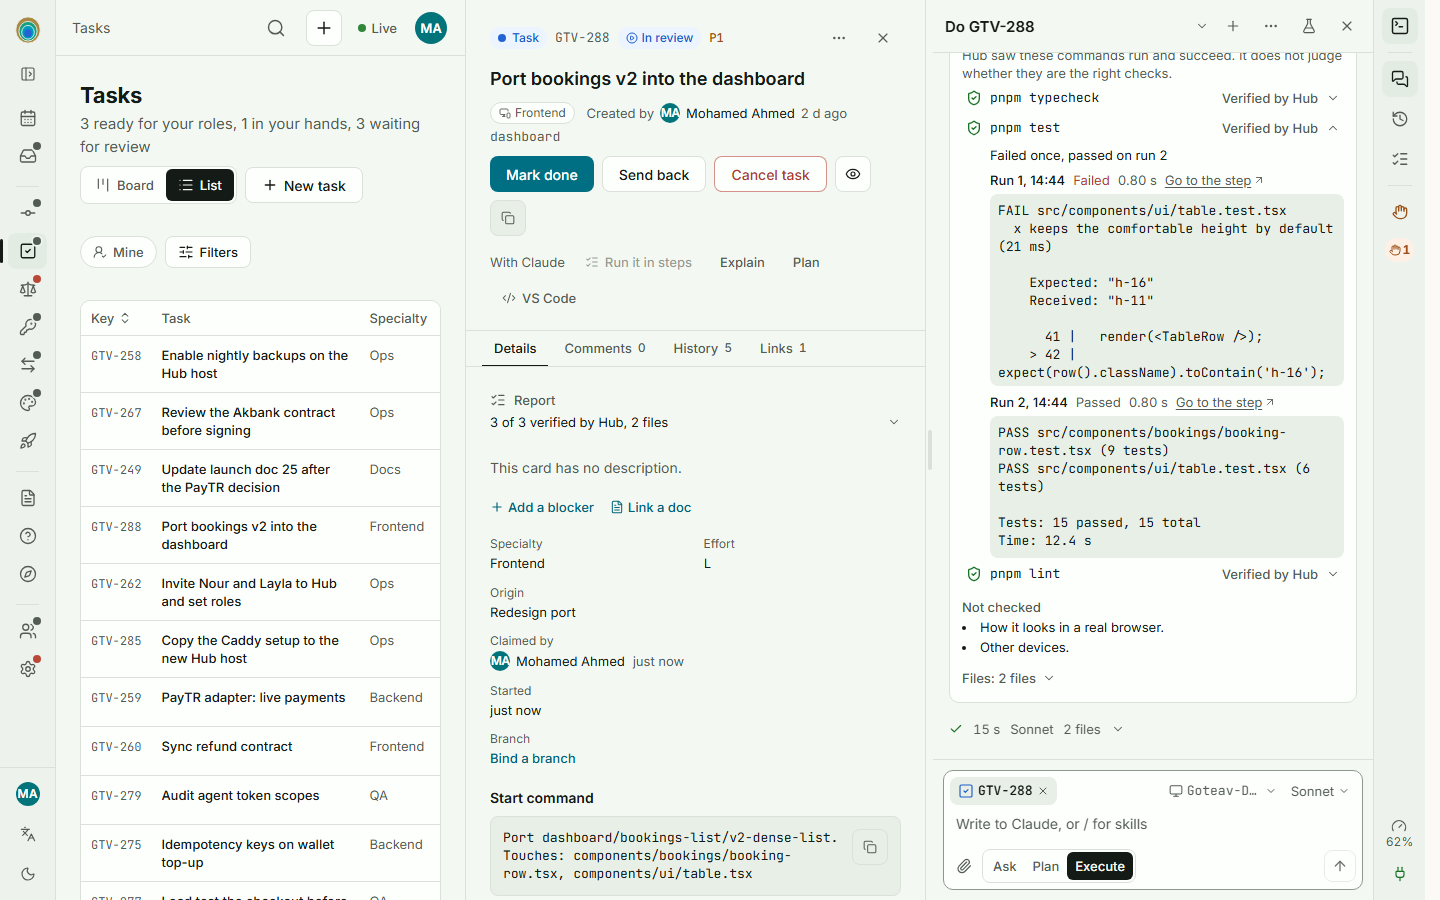 Tasks
Live
MA
Tasks
3 ready for your roles, 1 in your hands, 3 waiting
for review
Board
List
New task
Mine
Filters
Key
Task
Specialty
GTV-258
Enable nightly backups on the
Hub host
Ops
GTV-267
Review the Akbank contract
before signing
Ops
GTV-249
Update launch doc 25 after
the PayTR decision
Docs
GTV-288
Port bookings v2 into the
dashboard
Frontend
GTV-262
Invite Nour and Layla to Hub
and set roles
Ops
GTV-285
Copy the Caddy setup to the
new Hub host
Ops
GTV-259
PayTR adapter: live payments
Backend
GTV-260
Sync refund contract
Frontend
GTV-279
Audit agent token scopes
QA
GTV-275
Idempotency keys on wallet
top-up
Backend
MA
Task
GTV-288
In review
P1
Port bookings v2 into the dashboard
Frontend
Created by
MA
Mohamed Ahmed
2 d ago
dashboard
Mark done
Send back
Cancel task
With Claude
Run it in steps
Explain
Plan
VS Code
Details
Comments 0
History 5
Links 1
Report
3 of 3 verified by Hub, 2 files
This card has no description.
Add a blocker
Link a doc
Specialty
Frontend
Effort
L
Origin
Redesign port
Claimed by
MA
Mohamed Ahmed
just now
Started
just now
Branch
Bind a branch
Start command
Port dashboard/bookings-list/v2-dense-list.
Touches: components/bookings/booking-
row.tsx, components/ui/table.tsx
Do GTV-288
Hub saw these commands run and succeed. It does not judge
whether they are the right checks.
pnpm typecheck
Verified by Hub
pnpm test
Verified by Hub
Failed once, passed on run 2
Run 1, 14:44 Failed 0.80 s Go to the step
FAIL src/components/ui/table.test.tsx
x keeps the comfortable height by default
(21 ms)
Expected: "h-16"
Received: "h-11"
41 | render(<TableRow />);
> 42 |
expect(row().className).toContain('h-16');
Run 2, 14:44 Passed 0.80 s Go to the step
PASS src/components/bookings/booking-
row.test.tsx (9 tests)
PASS src/components/ui/table.test.tsx (6
tests)
Tests: 15 passed, 15 total
Time: 12.4 s
pnpm lint
Verified by Hub
Not checked
• How it looks in a real browser.
• Other devices.
Files: 2 files
15 s Sonnet 2 files
GTV-288
Goteav-D…
Sonnet
Write to Claude, or / for skills
Ask
Plan
Execute
1
62%